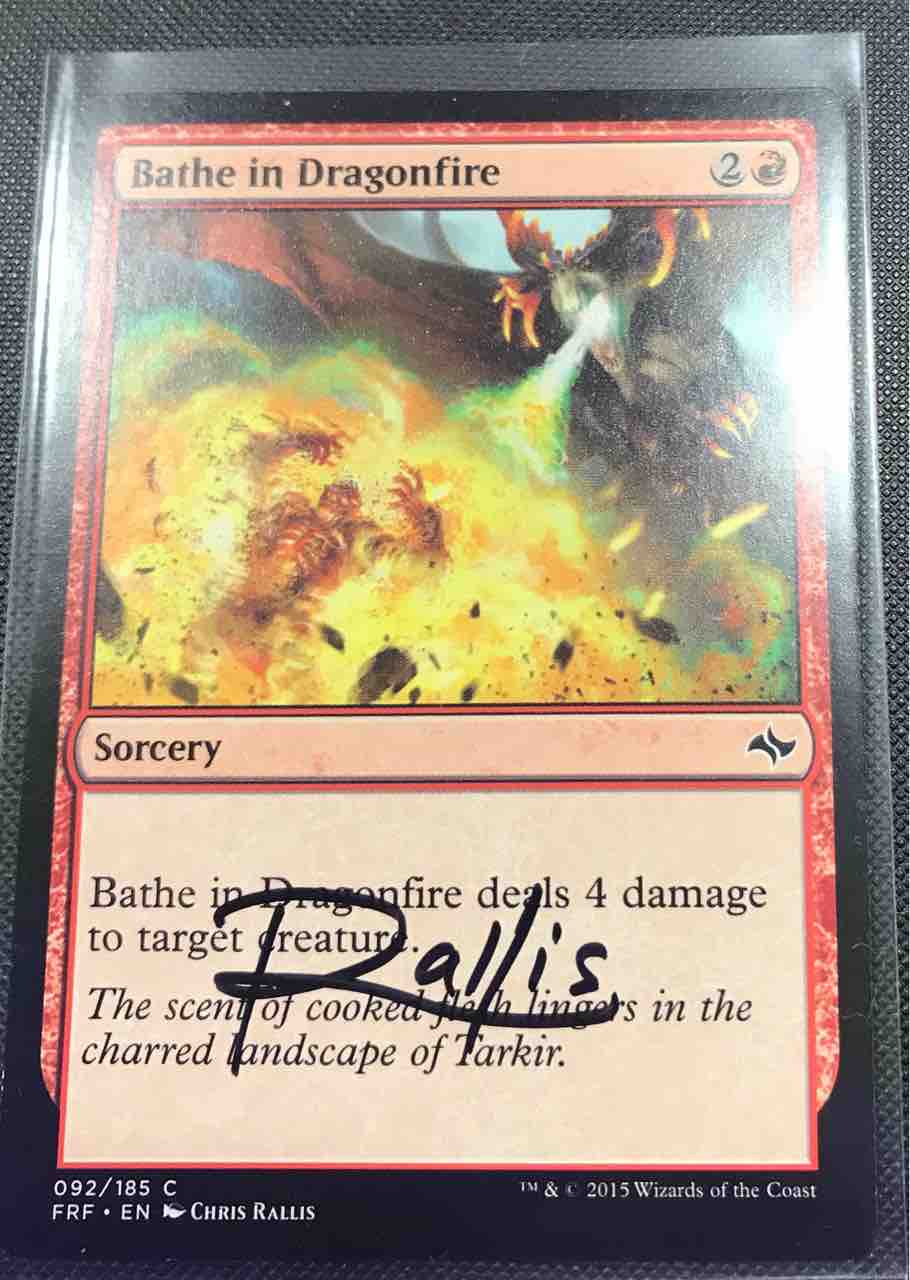 Bathe in Dragonfire 2
Sorcery
Bathe in Dragonfire deals 4 damage
to target creature.
Rallis
The scent of cooked flesh lingers in the
charred landscape of Tarkir.
092/185 C
™ & © 2015 Wizards of the Coast
FRF • EN CHRIS RALLIS